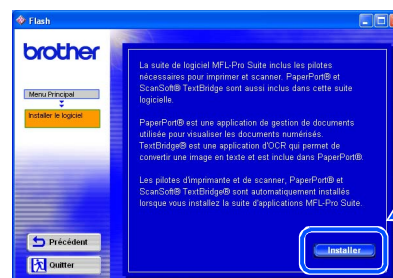 Flash
brother
Menu Principal
Installer le logiciel
La suite de logiciel MFL-Pro Suite inclus les pilotes
nécessaires pour imprimer et scanner. PaperPort® et
ScanSoft® TextBridge sont aussi inclus dans cette suite
logicielle.
PaperPort® est une application de gestion de documents
utilisée pour visualiser les documents numérisés.
TextBridge® est une application d'OCR qui permet de
convertir une image en texte et est incluse dans PaperPort®.
Les pilotes d'imprimante et de scanner, PaperPort® et
ScanSoft® TextBridge® sont automatiquement installés
lorsque vous installez la suite d'applications MFL-Pro Suite.
Précédent
Quitter
Installer